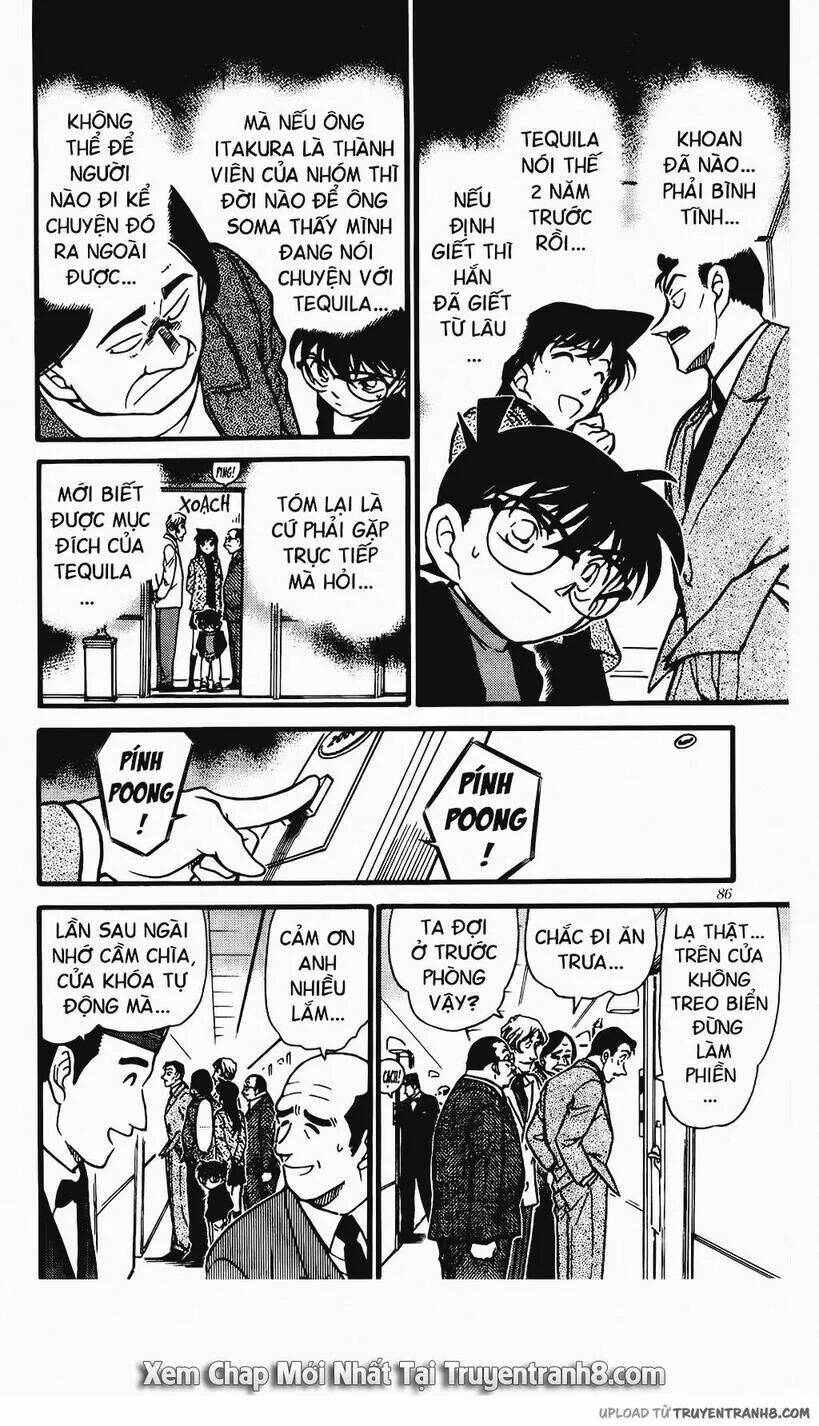 KHOAN
ĐÃ NÀO...
PHẢI BÌNH
TĨNH...
TEQUILA
NÓI THẾ
2 NĂM
TRƯỚC
RỒI...
NẾU
ĐỊNH
GIẾT THÌ
HẮN
ĐÃ GIẾT
TỪ LÂU
...
MÀ NẾU ÔNG
ITAKURA LÀ THÀNH
VIÊN CỦA NHÓM THÌ
ĐỜI NÀO ĐỂ ÔNG
SOMA THẤY MÌNH
ĐANG NÓI
CHUYỆN VỚI
TEQUILA...
KHÔNG
THỂ ĐỂ
NGƯỜI
NÀO ĐI KỂ
CHUYỆN ĐÓ
RA NGOÀI
ĐƯỢC...
PING!
XOẠCH
TÓM LẠI LÀ
CỨ PHẢI GẶP
TRỰC TIẾP
MÀ HỎI...
MỚI BIẾT
ĐƯỢC MỤC
ĐÍCH CỦA
TEQUILA
...
PÍNH
POONG
!
PÍNH
POONG
!
86
LẠ THẬT...
TRÊN CỬA
KHÔNG
TREO BIỂN
ĐỪNG
LÀM
PHIỀN
...
CHẮC ĐI ĂN
TRƯA...
TA ĐỢI
Ở TRƯỚC
PHÒNG
VẬY?
CẠCH!
CẢM ƠN
ANH
NHIỀU
LẮM...
LẦN SAU NGÀI
NHỚ CẦM CHÌA,
CỬA KHÓA TỰ
ĐỘNG MÀ...
Xem Chap Mới Nhất Tại Truyentranh8.com
UPLOAD TỪ TRUYENTRANH8.COM